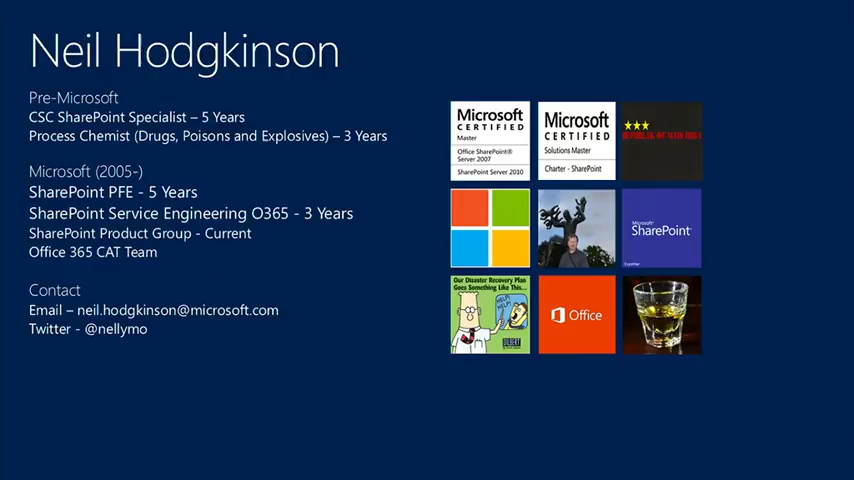 Neil Hodgkinson
Pre-Microsoft
CSC SharePoint Specialist – 5 Years
Process Chemist (Drugs, Poisons and Explosives) – 3 Years
Microsoft (2005-)
SharePoint PFE - 5 Years
SharePoint Service Engineering O365 - 3 Years
SharePoint Product Group - Current
Office 365 CAT Team
Contact
Email – neil.hodgkinson@microsoft.com
Twitter - @nellymo
Microsoft
CERTIFIED
Master
Office SharePoint®
Server 2007
SharePoint Server 2010
Microsoft
CERTIFIED
Solutions Master
Charter - SharePoint
Microsoft
SharePoint
Our Disaster Recovery Plan
Goes Something Like This...
HELP!
HELP!
DILBERT
Office